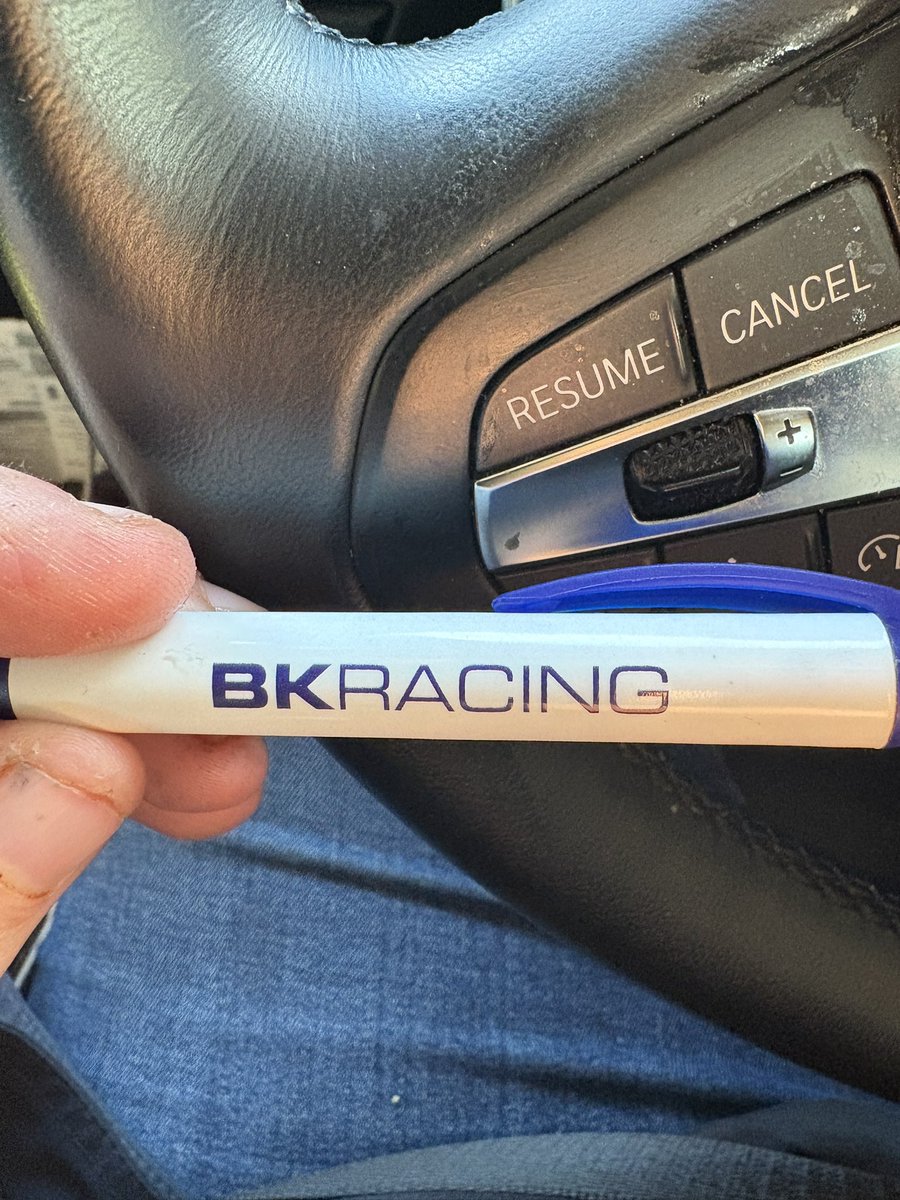 CANCEL
RESUME
+
-
BKRACING